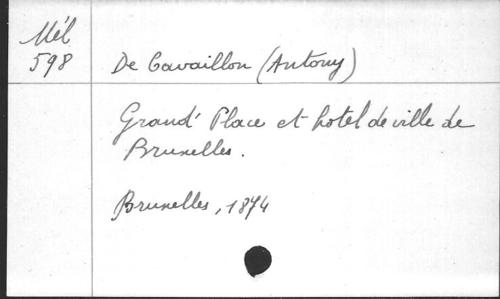 Mél
598
De Cavaillon (Antony)
Grand' Place et hotel de ville de
Bruxelles.
Bruxelles, 1874